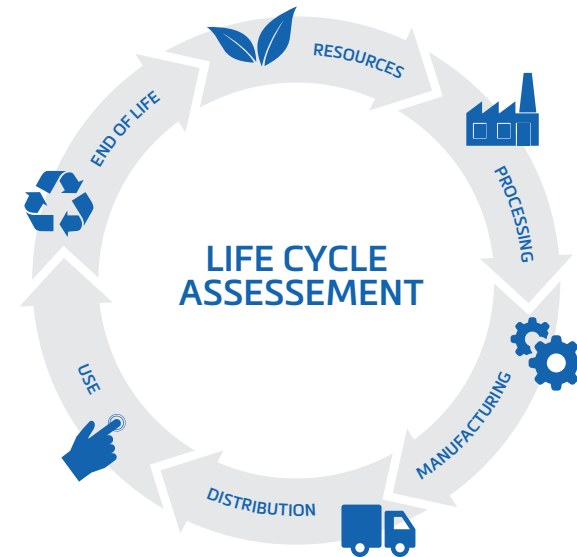 RESOURCES
PROCESSING
MANUFACTURING
DISTRIBUTION
USE
END OF LIFE
LIFE CYCLE
ASSESSEMENT